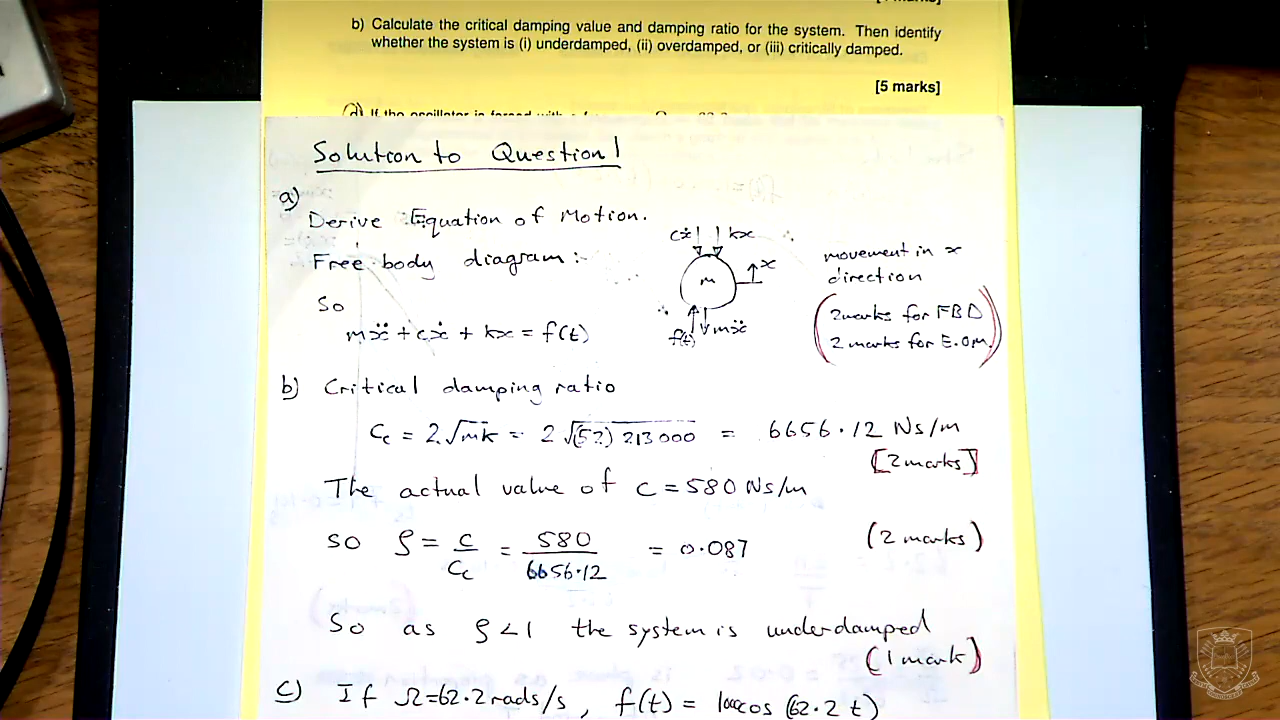 b) Calculate the critical damping value and damping ratio for the system. Then identify
whether the system is (i) underdamped, (ii) overdamped, or (iii) critically damped.
[5 marks]
Solution to Question 1
a)
Derive Equation of Motion.
Free body diagram:
cẋ kx
m
x
f(t) mẍ
movement in x
direction
(2 marks for FBD
2 marks for E.O.M.)
So
mẍ + cẋ + kx = f(t)
b) Critical damping ratio
Cc = 2√mk = 2√(52) 213000 = 6656.12 Ns/m
[2 marks]
The actual value of c = 580 Ns/m
so ζ = c/Cc = 580/6656.12 = 0.087 (2 marks)
So as ζ < 1 the system is underdamped
(1 mark)
c) If Ω = 62.2 rads/s, f(t) = 100cos (62.2 t)